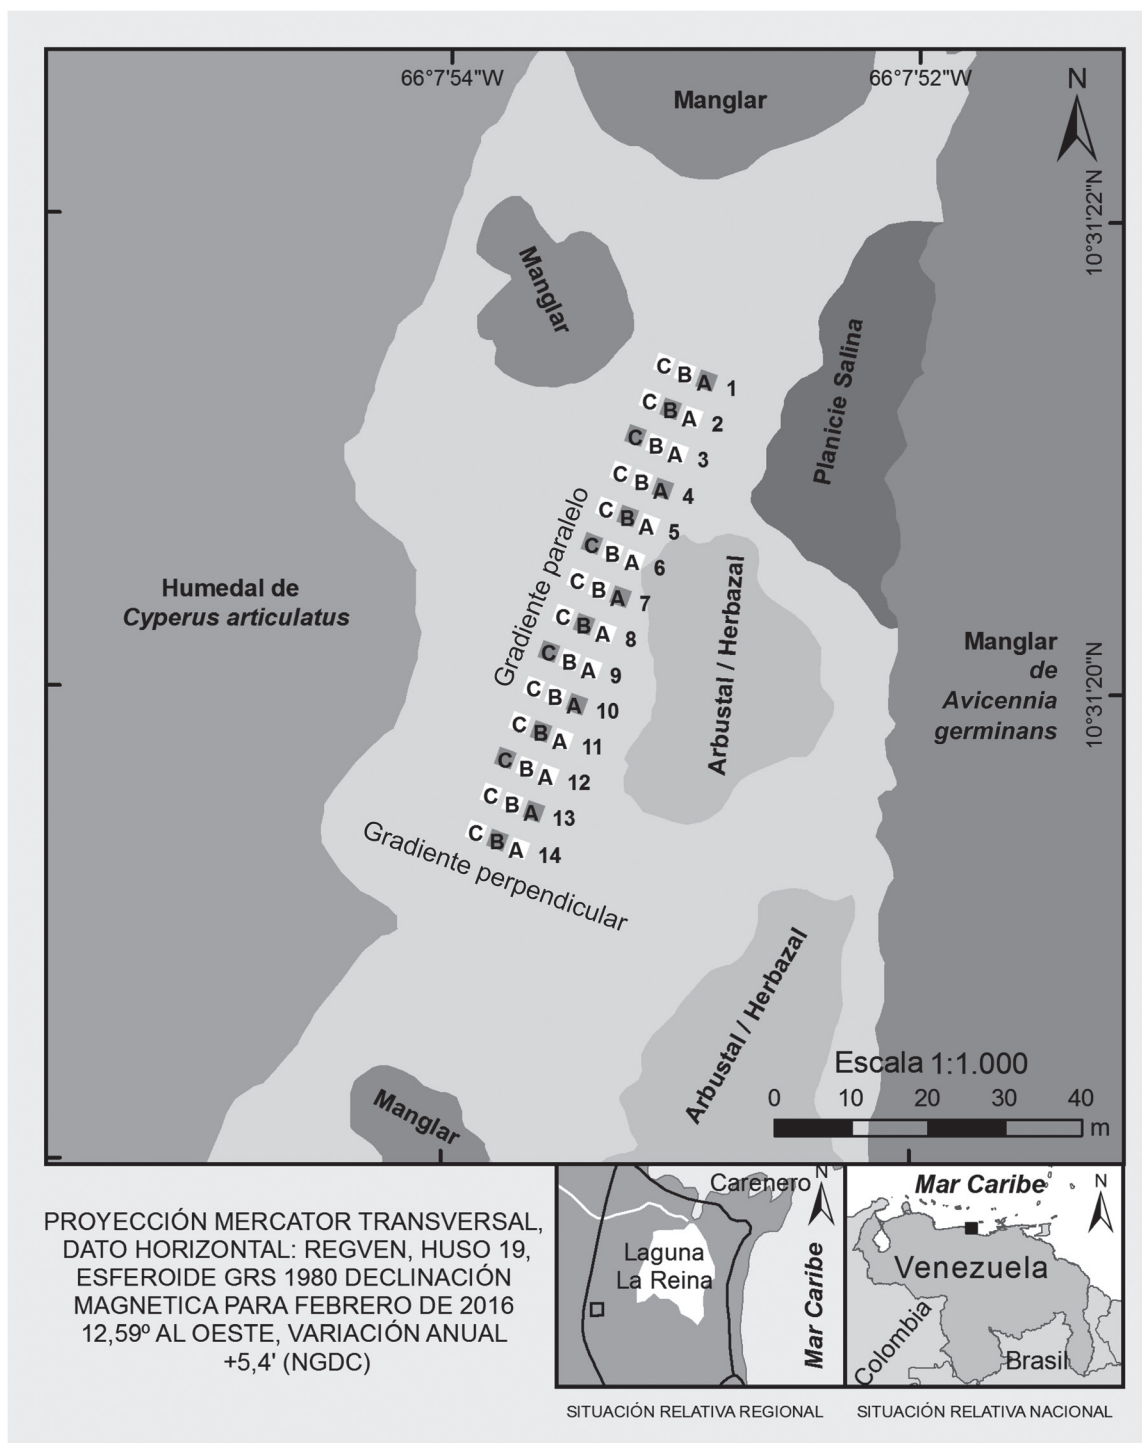 66°7'54"W
66°7'52"W
N
Manglar
10°31'22"N
Manglar
Planicie Salina
C B A 1
C B A 2
C B A 3
C B A 4
C B A 5
C B A 6
C B A 7
C B A 8
C B A 9
C B A 10
C B A 11
C B A 12
C B A 13
C B A 14
Gradiente paralelo
Gradiente perpendicular
Humedal de
Cyperus articulatus
Arbustal / Herbazal
Manglar
de
Avicennia
germinans
10°31'20"N
Arbustal / Herbazal
Manglar
Escala 1:1.000
0 10 20 30 40
m
PROYECCIÓN MERCATOR TRANSVERSAL,
DATO HORIZONTAL: REGVEN, HUSO 19,
ESFEROIDE GRS 1980 DECLINACIÓN
MAGNETICA PARA FEBRERO DE 2016
12,59º AL OESTE, VARIACIÓN ANUAL
+5,4' (NGDC)
Carenero
N
Laguna
La Reina
Mar Caribe
SITUACIÓN RELATIVA REGIONAL
Mar Caribe
N
Venezuela
Colombia
Brasil
SITUACIÓN RELATIVA NACIONAL